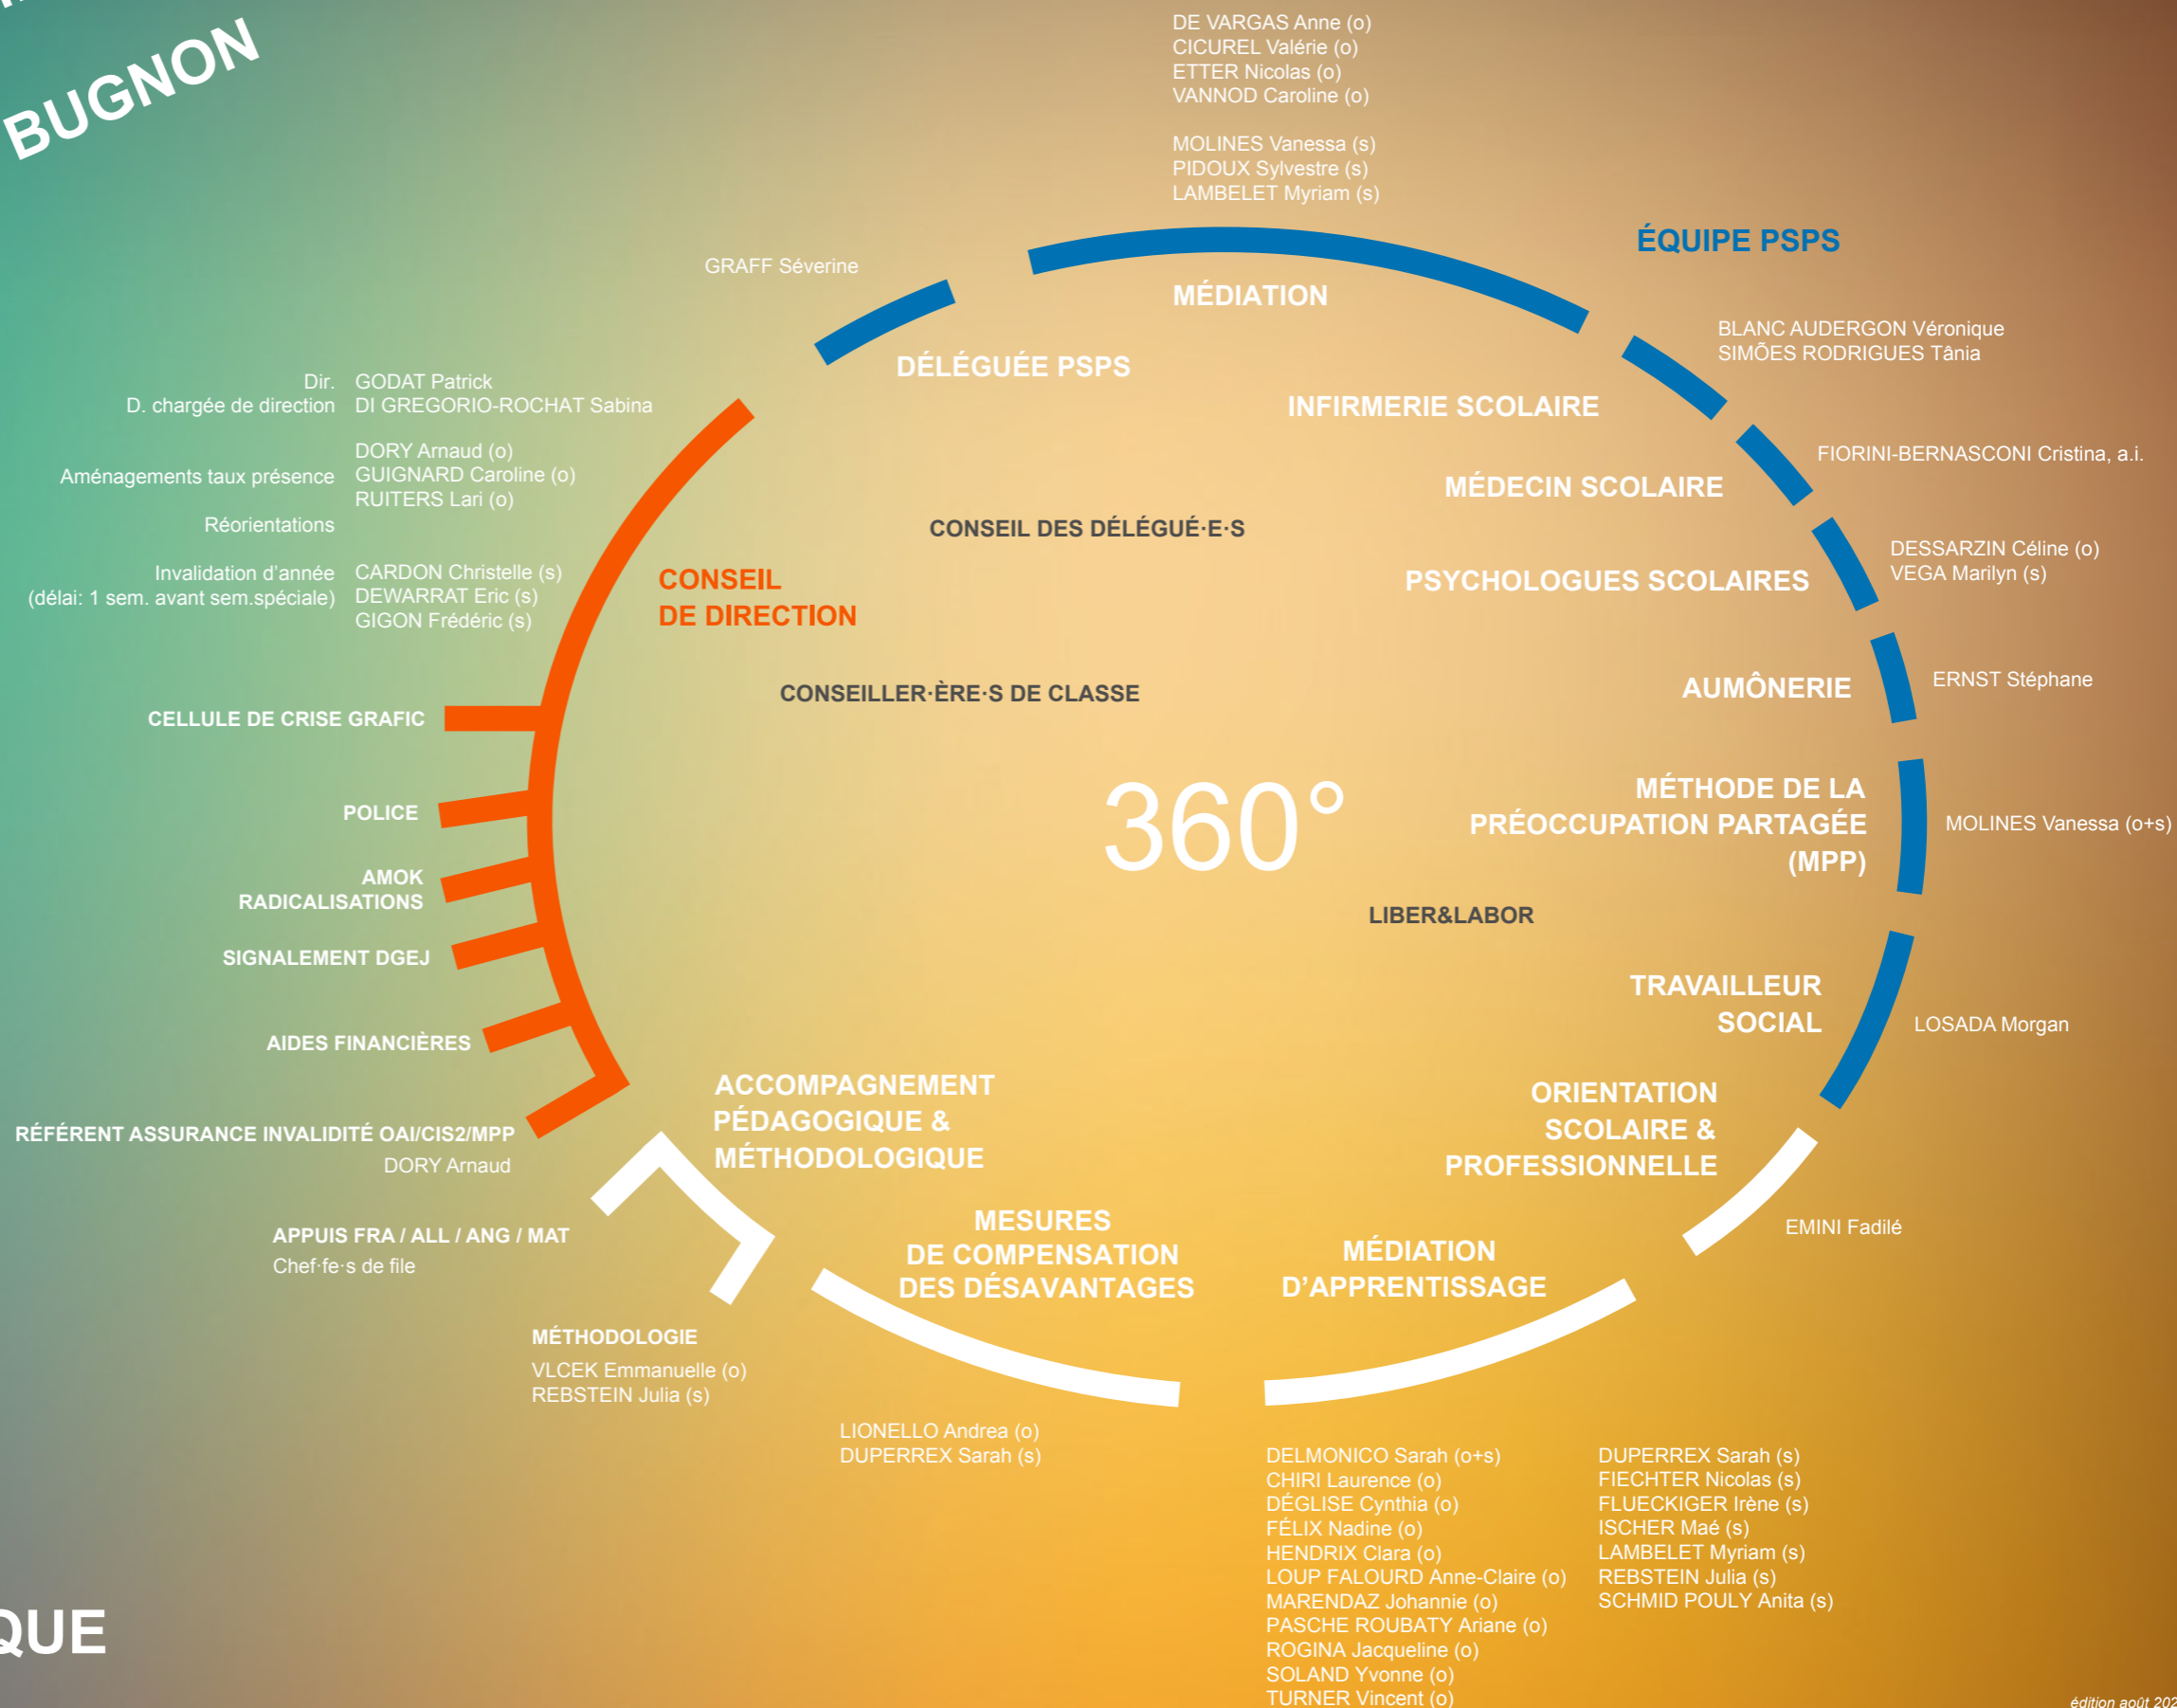 BUGNON
DE VARGAS Anne (o)
CICUREL Valérie (o)
ETTER Nicolas (o)
VANNOD Caroline (o)
MOLINES Vanessa (s)
PIDOUX Sylvestre (s)
LAMBELET Myriam (s)
ÉQUIPE PSPS
GRAFF Séverine
MÉDIATION
DÉLÉGUÉE PSPS
BLANC AUDERGON Véronique
SIMÕES RODRIGUES Tânia
INFIRMERIE SCOLAIRE
Dir. GODAT Patrick
D. chargée de direction DI GREGORIO-ROCHAT Sabina
DORY Arnaud (o)
Aménagements taux présence GUIGNARD Caroline (o)
RUITERS Lari (o)
Réorientations
Invalidation d'année CARDON Christelle (s)
(délai: 1 sem. avant sem.spéciale) DEWARRAT Eric (s)
GIGON Frédéric (s)
FIORINI-BERNASCONI Cristina, a.i.
MÉDECIN SCOLAIRE
CONSEIL DES DÉLÉGUÉ·E·S
DESSARZIN Céline (o)
VEGA Marilyn (s)
PSYCHOLOGUES SCOLAIRES
CONSEIL
DE DIRECTION
CONSEILLER·ÈRE·S DE CLASSE
AUMÔNERIE
ERNST Stéphane
CELLULE DE CRISE GRAFIC
POLICE
AMOK
RADICALISATIONS
SIGNALEMENT DGEJ
AIDES FINANCIÈRES
360°
MÉTHODE DE LA
PRÉOCCUPATION PARTAGÉE
(MPP)
MOLINES Vanessa (o+s)
LIBER&LABOR
TRAVAILLEUR
SOCIAL
LOSADA Morgan
RÉFÉRENT ASSURANCE INVALIDITÉ OAI/CIS2/MPP
DORY Arnaud
ACCOMPAGNEMENT
PÉDAGOGIQUE &
MÉTHODOLOGIQUE
ORIENTATION
SCOLAIRE &
PROFESSIONNELLE
EMINI Fadilé
APPUIS FRA / ALL / ANG / MAT
Chef·fe·s de file
MESURES
DE COMPENSATION
DES DÉSAVANTAGES
MÉDIATION
D'APPRENTISSAGE
MÉTHODOLOGIE
VLCEK Emmanuelle (o)
REBSTEIN Julia (s)
LIONELLO Andrea (o)
DUPERREX Sarah (s)
DELMONICO Sarah (o+s)
CHIRI Laurence (o)
DÉGLISE Cynthia (o)
FÉLIX Nadine (o)
HENDRIX Clara (o)
LOUP FALOURD Anne-Claire (o)
MARENDAZ Johannie (o)
PASCHE ROUBATY Ariane (o)
ROGINA Jacqueline (o)
SOLAND Yvonne (o)
TURNER Vincent (o)
DUPERREX Sarah (s)
FIECHTER Nicolas (s)
FLUECKIGER Irène (s)
ISCHER Maé (s)
LAMBELET Myriam (s)
REBSTEIN Julia (s)
SCHMID POULY Anita (s)
QUE
édition août 202